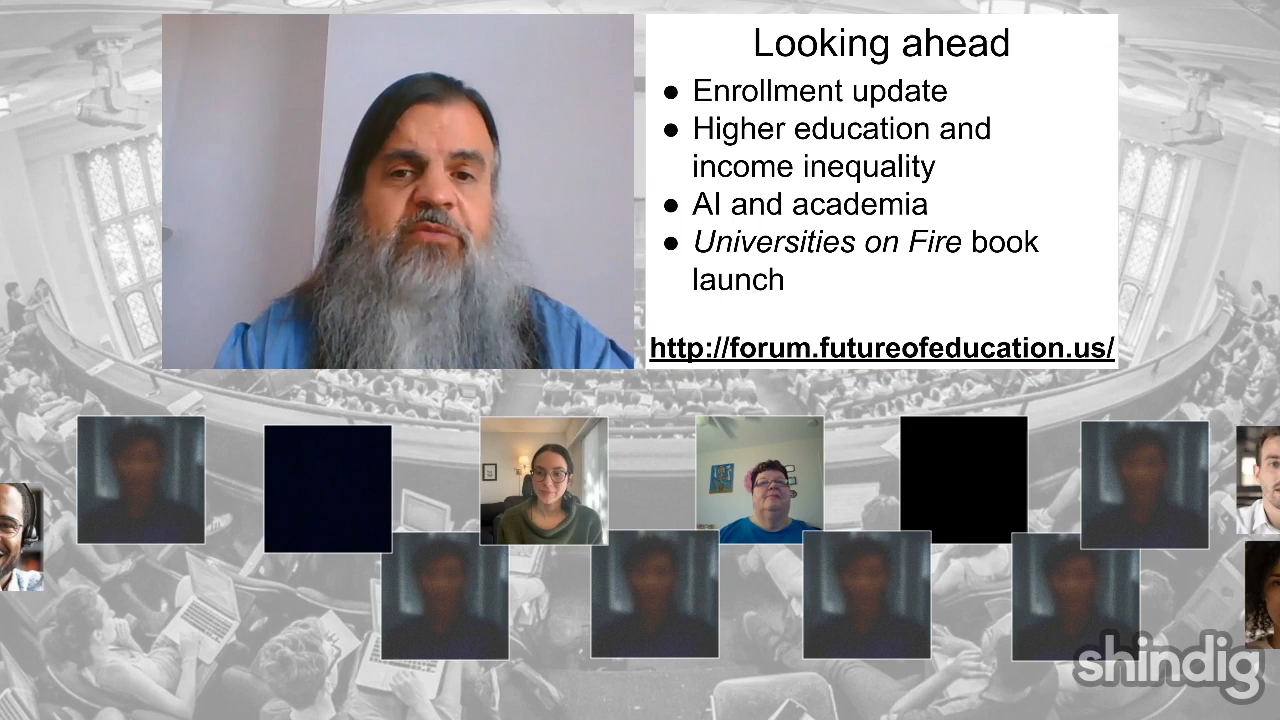 Looking ahead
● Enrollment update
● Higher education and
income inequality
● AI and academia
● Universities on Fire book
launch
http://forum.futureofeducation.us/
shindig